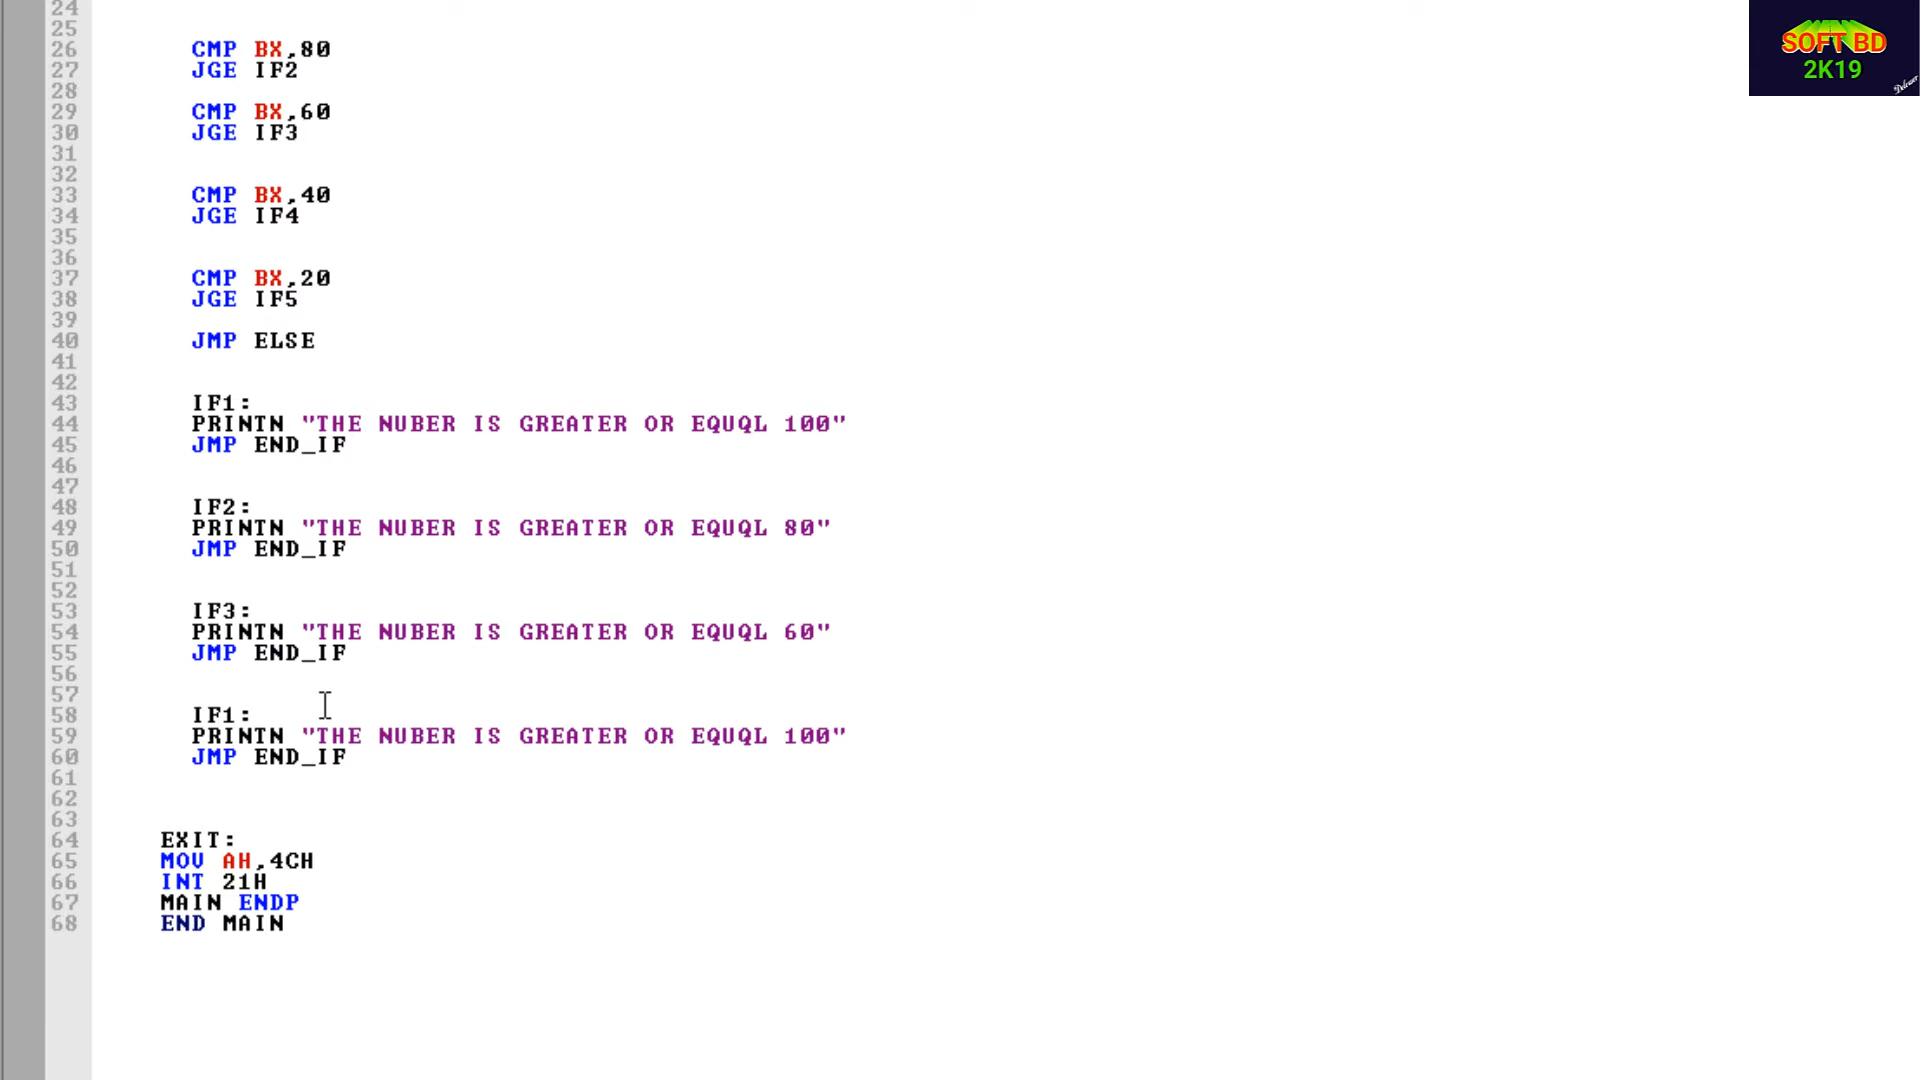 24
25
26 CMP BX,80
27 JGE IF2
28
29 CMP BX,60
30 JGE IF3
31
32
33 CMP BX,40
34 JGE IF4
35
36
37 CMP BX,20
38 JGE IF5
39
40 JMP ELSE
41
42
43 IF1:
44 PRINTN "THE NUBER IS GREATER OR EQUQL 100"
45 JMP END_IF
46
47
48 IF2:
49 PRINTN "THE NUBER IS GREATER OR EQUQL 80"
50 JMP END_IF
51
52
53 IF3:
54 PRINTN "THE NUBER IS GREATER OR EQUQL 60"
55 JMP END_IF
56
57
58 IF1:
59 PRINTN "THE NUBER IS GREATER OR EQUQL 100"
60 JMP END_IF
61
62
63
64 EXIT:
65 MOV AH,4CH
66 INT 21H
67 MAIN ENDP
68 END MAIN
SOFT BD
2K19